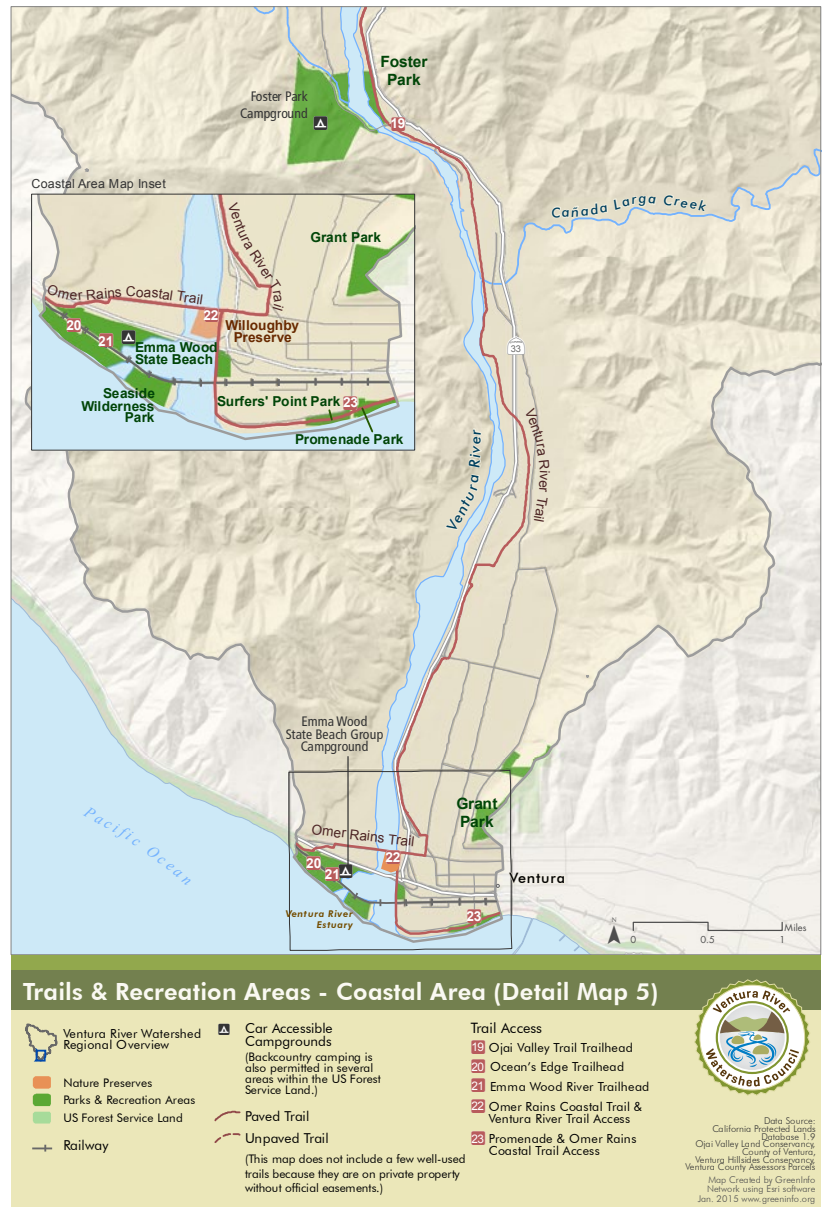 Foster
Park
Foster Park
Campground
19
Coastal Area Map Inset
Cañada Larga Creek
Ventura River Trail
Grant Park
Omer Rains Coastal Trail
22
20
21
Willoughby
Preserve
Emma Wood
State Beach
Seaside
Wilderness
Park
Surfers' Point Park
23
Promenade Park
33
Ventura River
Ventura River Trail
Emma Wood
State Beach Group
Campground
Pacific Ocean
Grant
Park
Omer Rains Trail
22
20
21
Ventura
Ventura River
Estuary
23
N
0 0.5 1 Miles
Trails & Recreation Areas - Coastal Area (Detail Map 5)
Ventura River Watershed
Regional Overview
Nature Preserves
Parks & Recreation Areas
US Forest Service Land
Railway
Car Accessible
Campgrounds
(Backcountry camping is
also permitted in several
areas within the US Forest
Service Land.)
Paved Trail
Unpaved Trail
(This map does not include a few well-used
trails because they are on private property
without official easements.)
Trail Access
19 Ojai Valley Trail Trailhead
20 Ocean's Edge Trailhead
21 Emma Wood River Trailhead
22 Omer Rains Coastal Trail &
Ventura River Trail Access
23 Promenade & Omer Rains
Coastal Trail Access
Ventura River
Watershed Council
Data Source:
California Protected Lands
Database 1.9
Ojai Valley Land Conservancy,
County of Ventura,
Ventura Hillsides Conservancy,
Ventura County Assessors Parcels
Map Created by GreenInfo
Network using Esri software
Jan. 2015 www.greeninfo.org